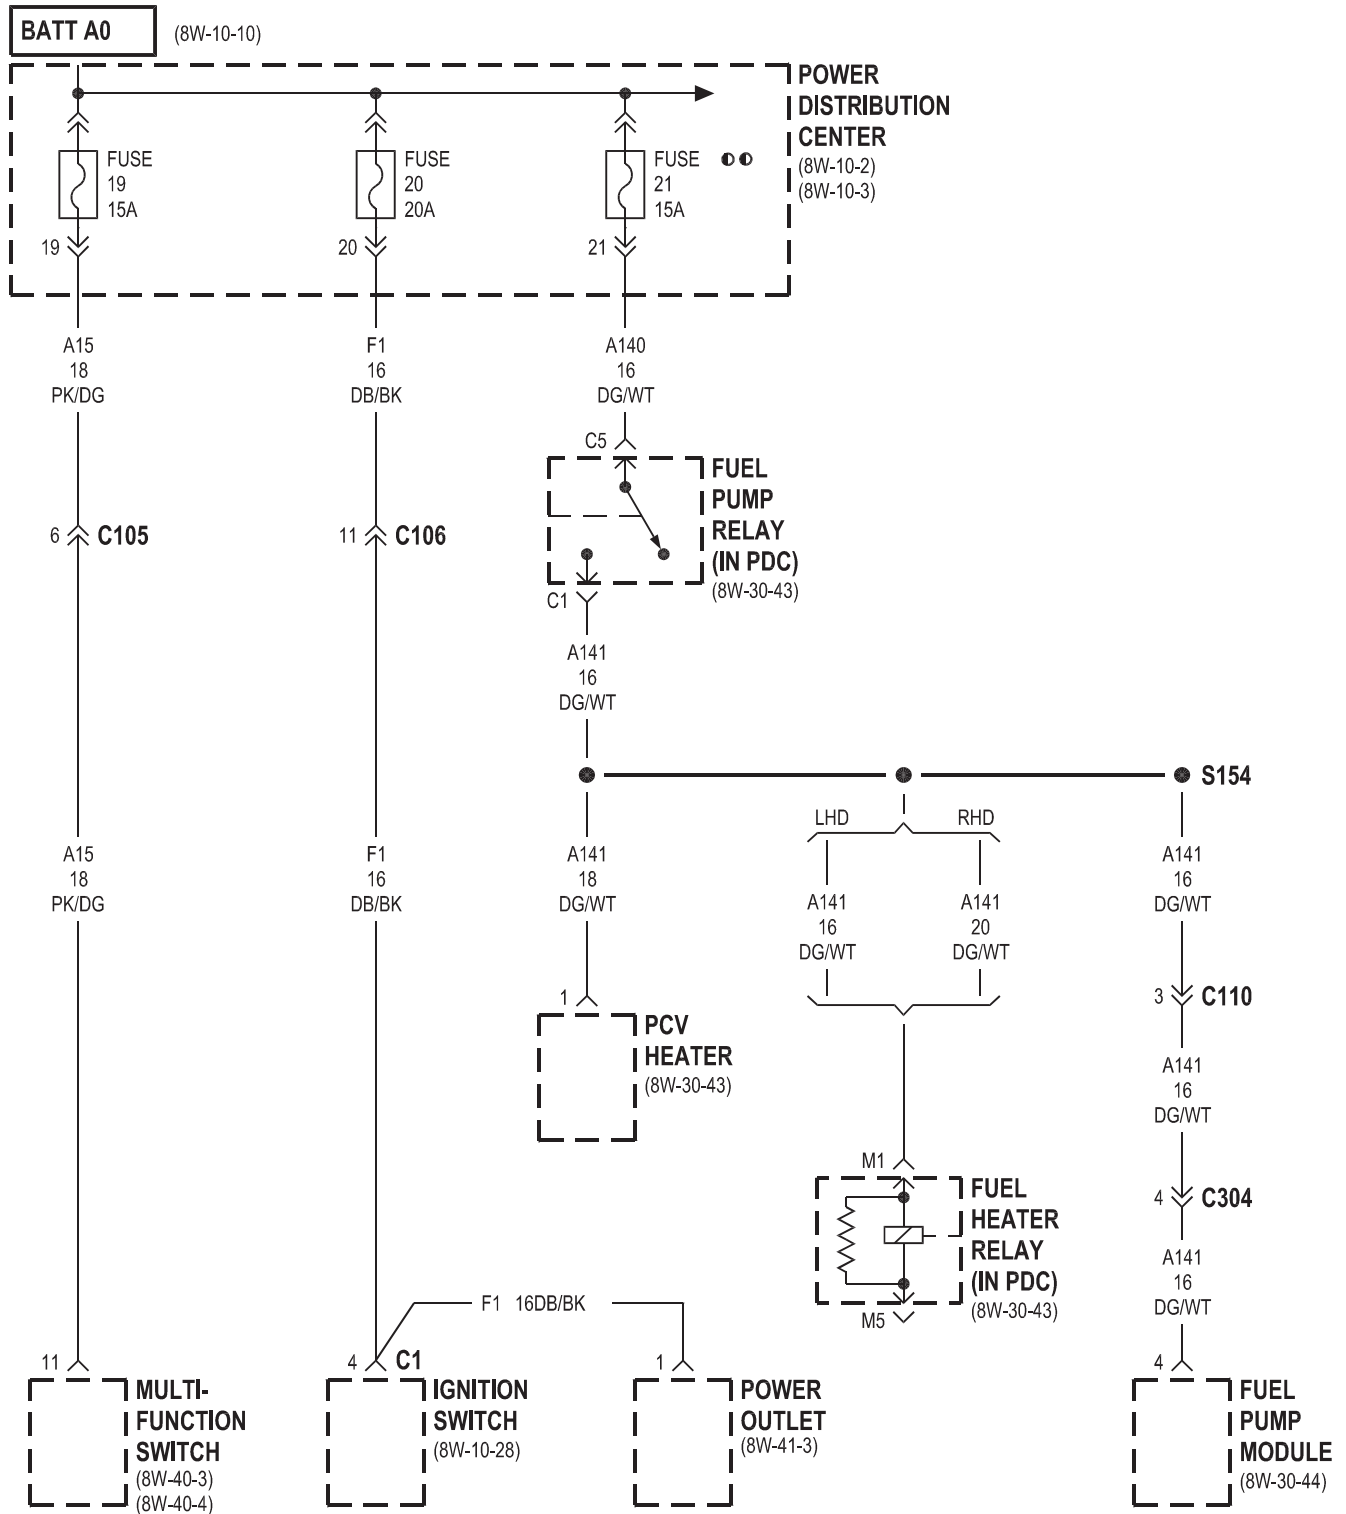 BATT A0 (8W-10-10)
POWER
DISTRIBUTION
CENTER
(8W-10-2)
(8W-10-3)
FUSE
19
15A
FUSE
20
20A
FUSE
21
15A
19
20
21
A15
18
PK/DG
F1
16
DB/BK
A140
16
DG/WT
C5
FUEL
PUMP
RELAY
(IN PDC)
(8W-30-43)
6 C105
11 C106
C1
A141
16
DG/WT
S154
LHD RHD
A15
18
PK/DG
F1
16
DB/BK
A141
18
DG/WT
A141
16
DG/WT
A141
20
DG/WT
A141
16
DG/WT
1
PCV
HEATER
(8W-30-43)
3 C110
A141
16
DG/WT
M1
FUEL
HEATER
RELAY
(IN PDC)
(8W-30-43)
M5
4 C304
A141
16
DG/WT
F1 16DB/BK
11
MULTI-
FUNCTION
SWITCH
(8W-40-3)
(8W-40-4)
4 C1
IGNITION
SWITCH
(8W-10-28)
1
POWER
OUTLET
(8W-41-3)
4
FUEL
PUMP
MODULE
(8W-30-44)